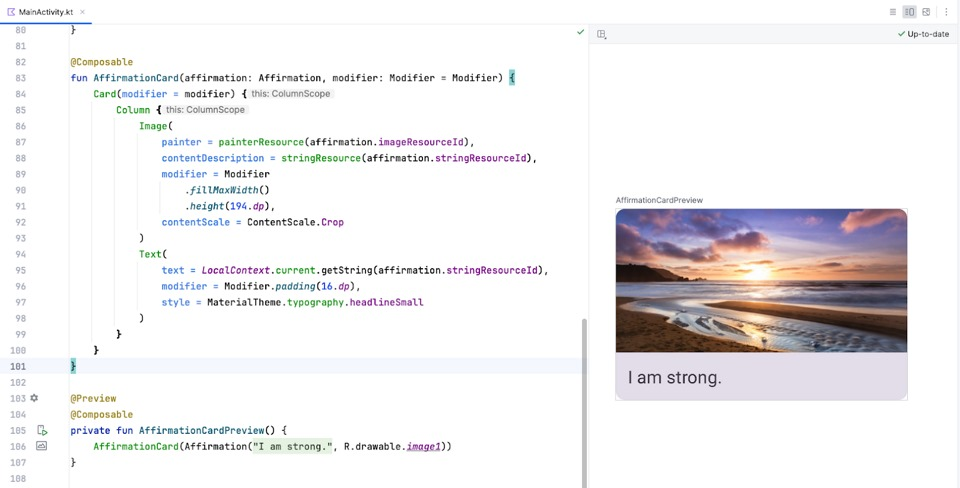 MainActivity.kt
Up-to-date
80 }
81
82 @Composable
83 fun AffirmationCard(affirmation: Affirmation, modifier: Modifier = Modifier) {
84 Card(modifier = modifier) { this: ColumnScope
85 Column { this: ColumnScope
86 Image(
87 painter = painterResource(affirmation.imageResourceId),
88 contentDescription = stringResource(affirmation.stringResourceId),
89 modifier = Modifier
90 .fillMaxWidth()
91 .height(194.dp),
92 contentScale = ContentScale.Crop
93 )
94 Text(
95 text = LocalContext.current.getString(affirmation.stringResourceId),
96 modifier = Modifier.padding(16.dp),
97 style = MaterialTheme.typography.headlineSmall
98 )
99 }
100 }
101 }
102
103 @Preview
104 @Composable
105 private fun AffirmationCardPreview() {
106 AffirmationCard(Affirmation("I am strong.", R.drawable.image1))
107 }
108
AffirmationCardPreview
I am strong.